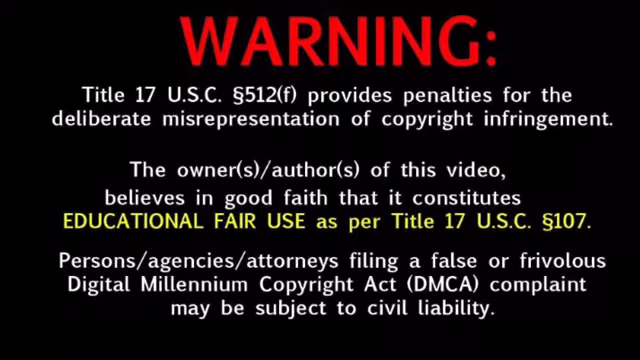 WARNING:
Title 17 U.S.C. §512(f) provides penalties for the
deliberate misrepresentation of copyright infringement.
The owner(s)/author(s) of this video,
believes in good faith that it constitutes
EDUCATIONAL FAIR USE as per Title 17 U.S.C. §107.
Persons/agencies/attorneys filing a false or frivolous
Digital Millennium Copyright Act (DMCA) complaint
may be subject to civil liability.